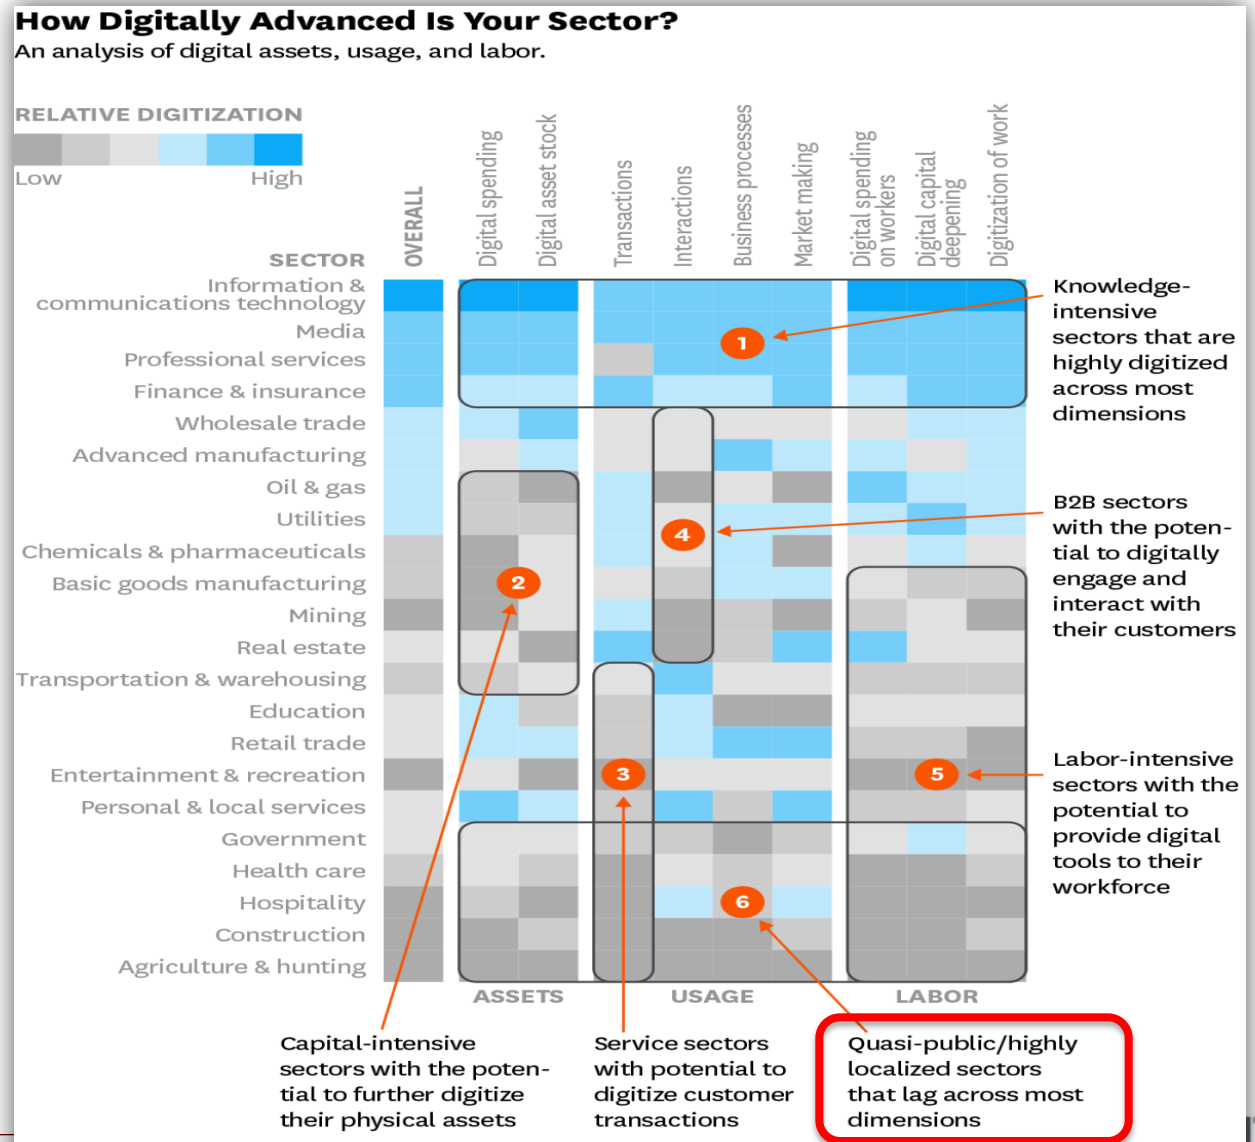 How Digitally Advanced Is Your Sector?
An analysis of digital assets, usage, and labor.
RELATIVE DIGITIZATION
Low High
SECTOR
OVERALL
Digital spending
Digital asset stock
Transactions
Interactions
Business processes
Market making
Digital spending
on workers
Digital capital
deepening
Digitization of work
Information &
communications technology
Media
Professional services
Finance & insurance
Wholesale trade
Advanced manufacturing
Oil & gas
Utilities
Chemicals & pharmaceuticals
Basic goods manufacturing
Mining
Real estate
Transportation & warehousing
Education
Retail trade
Entertainment & recreation
Personal & local services
Government
Health care
Hospitality
Construction
Agriculture & hunting
1
2
3
4
5
6
ASSETS
USAGE
LABOR
Knowledge-
intensive
sectors that are
highly digitized
across most
dimensions
B2B sectors
with the poten-
tial to digitally
engage and
interact with
their customers
Labor-intensive
sectors with the
potential to
provide digital
tools to their
workforce
Capital-intensive
sectors with the poten-
tial to further digitize
their physical assets
Service sectors
with potential to
digitize customer
transactions
Quasi-public/highly
localized sectors
that lag across most
dimensions